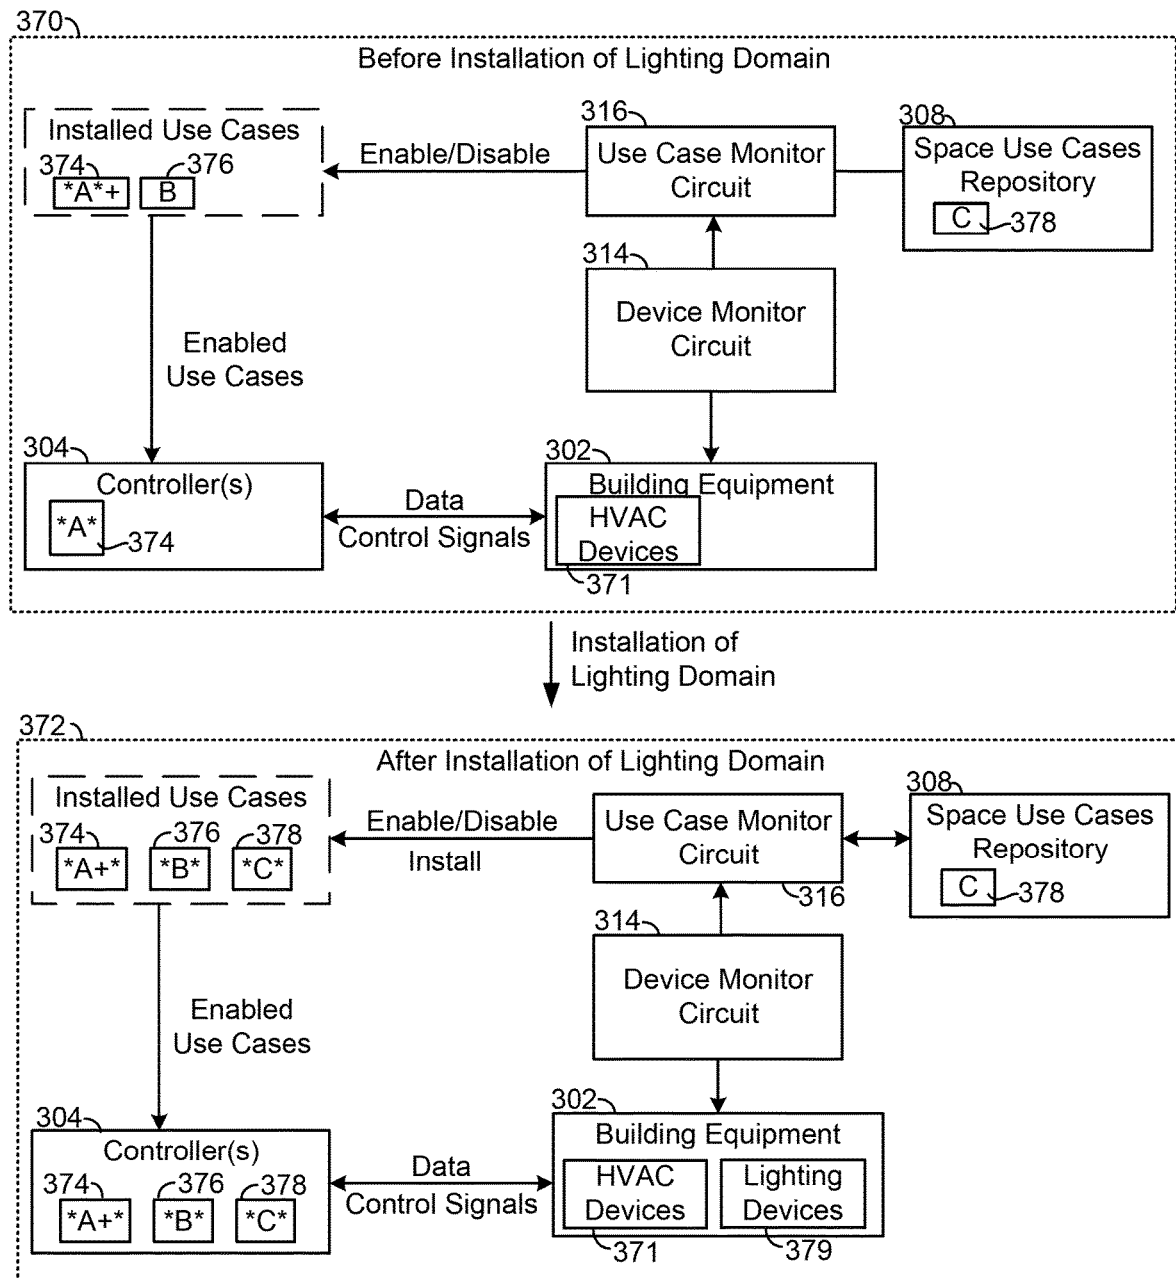 370
Before Installation of Lighting Domain
Installed Use Cases
374
376
*A*+
B
Enable/Disable
316
Use Case Monitor
Circuit
308
Space Use Cases
Repository
C
378
314
Device Monitor
Circuit
Enabled
Use Cases
304
Controller(s)
*A*
374
Data
Control Signals
302
Building Equipment
HVAC
Devices
371
Installation of
Lighting Domain
372
After Installation of Lighting Domain
Installed Use Cases
374
376
378
*A+*
*B*
*C*
Enable/Disable
Install
Use Case Monitor
Circuit
316
308
Space Use Cases
Repository
C
378
314
Device Monitor
Circuit
Enabled
Use Cases
304
Controller(s)
374
376
378
*A+*
*B*
*C*
Data
Control Signals
302
Building Equipment
HVAC
Devices
Lighting
Devices
371
379